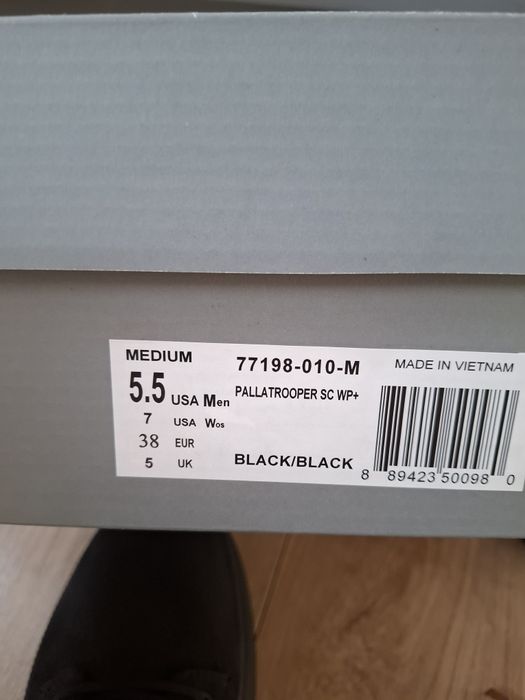 MEDIUM
77198-010-M
MADE IN VIETNAM
5.5 USA Men
PALLATROOPER SC WP+
7 USA Wos
38 EUR
5 UK
BLACK/BLACK
8 89423 50098 0